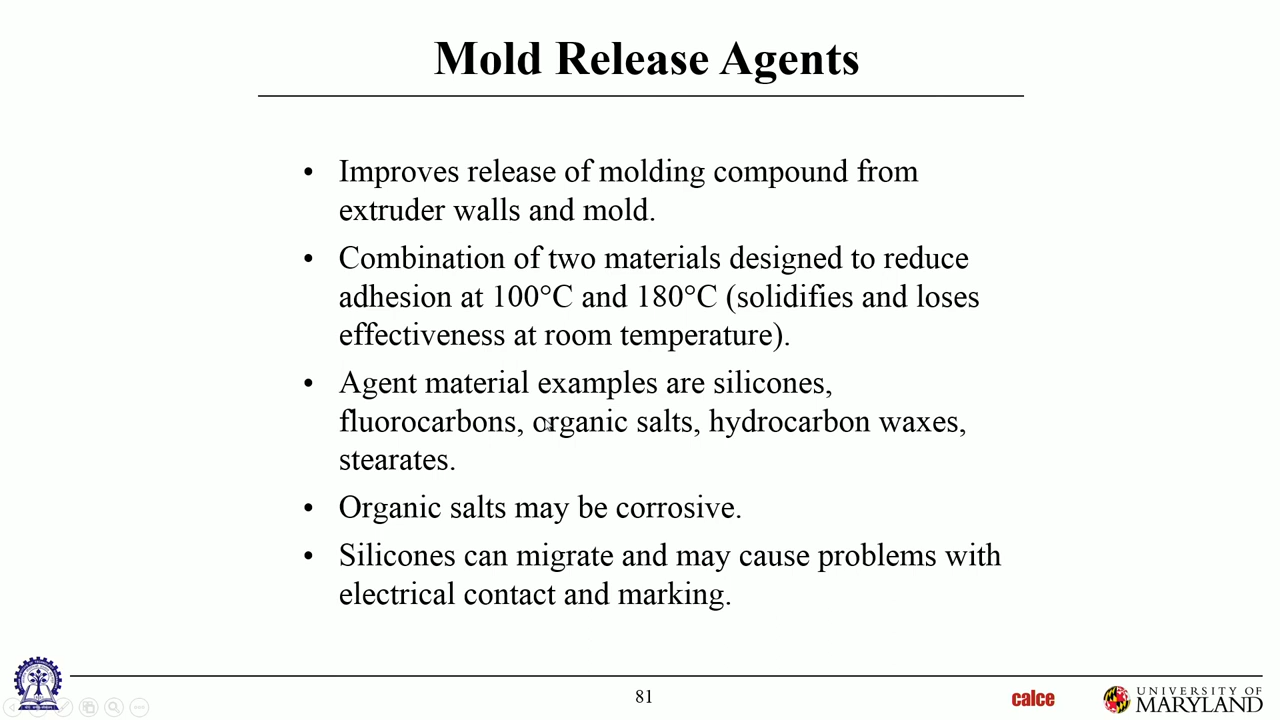 Mold Release Agents
• Improves release of molding compound from
extruder walls and mold.
• Combination of two materials designed to reduce
adhesion at 100°C and 180°C (solidifies and loses
effectiveness at room temperature).
• Agent material examples are silicones,
fluorocarbons, organic salts, hydrocarbon waxes,
stearates.
• Organic salts may be corrosive.
• Silicones can migrate and may cause problems with
electrical contact and marking.
81
calce
UNIVERSITY OF
MARYLAND